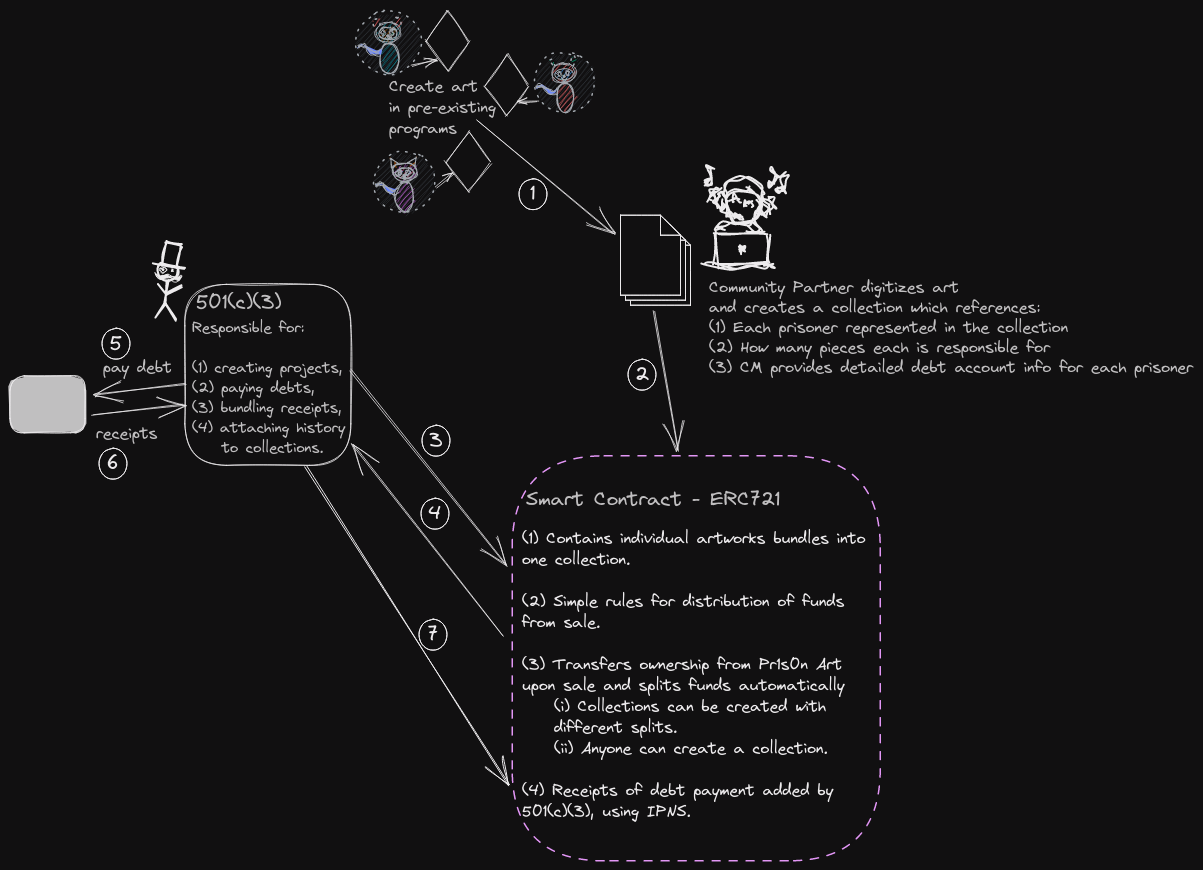 Create art
in pre-existing
programs
1
Community Partner digitizes art
and creates a collection which references:
(1) Each prisoner represented in the collection
(2) How many pieces each is responsible for
(3) CM provides detailed debt account info for each prisoner
2
501(c)(3)
Responsible for:
(1) creating projects,
(2) paying debts,
(3) bundling receipts,
(4) attaching history
to collections.
5
pay debt
receipts
6
3
4
7
Smart Contract - ERC721
(1) Contains individual artworks bundles into
one collection.
(2) Simple rules for distribution of funds
from sale.
(3) Transfers ownership from Pr1s0n Art
upon sale and splits funds automatically
(i) Collections can be created with
different splits.
(ii) Anyone can create a collection.
(4) Receipts of debt payment added by
501(c)(3), using IPNS.